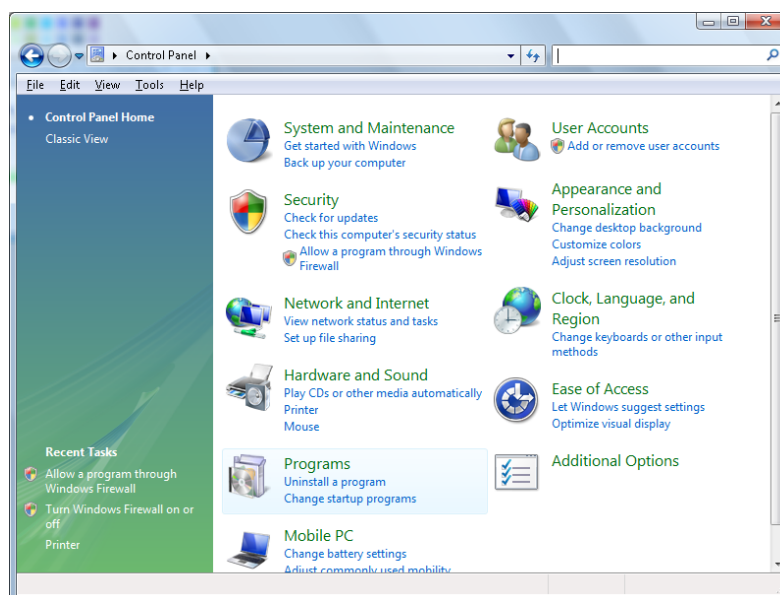 Control Panel
File Edit View Tools Help
Control Panel Home
Classic View
System and Maintenance
Get started with Windows
Back up your computer
Security
Check for updates
Check this computer's security status
Allow a program through Windows
Firewall
Network and Internet
View network status and tasks
Set up file sharing
Hardware and Sound
Play CDs or other media automatically
Printer
Mouse
Programs
Uninstall a program
Change startup programs
Mobile PC
Change battery settings
Adjust commonly used mobility
User Accounts
Add or remove user accounts
Appearance and
Personalization
Change desktop background
Customize colors
Adjust screen resolution
Clock, Language, and
Region
Change keyboards or other input
methods
Ease of Access
Let Windows suggest settings
Optimize visual display
Additional Options
Recent Tasks
Allow a program through
Windows Firewall
Turn Windows Firewall on or
off
Printer